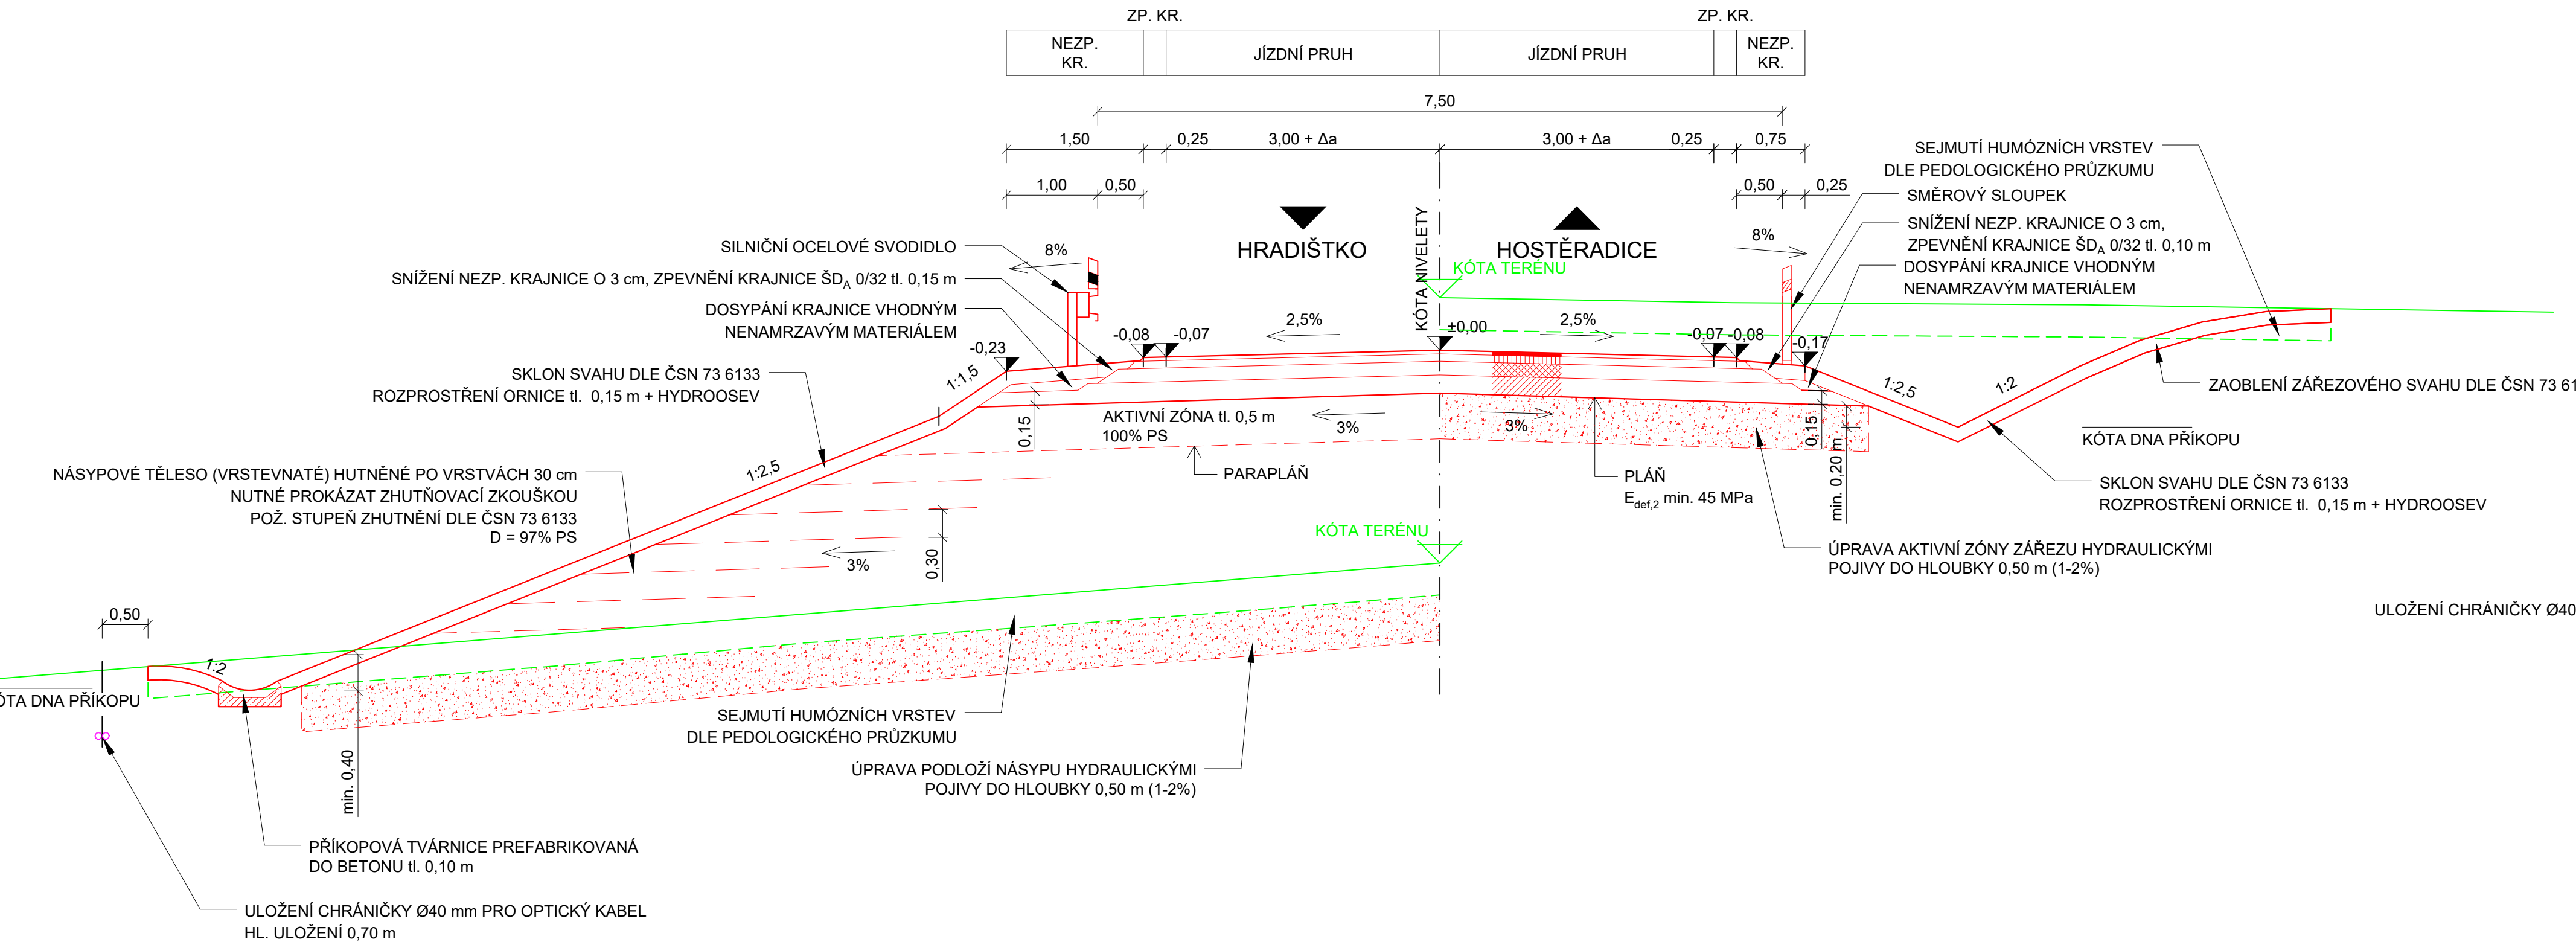 ZP. KR.
ZP. KR.
NEZP.
KR.
JÍZDNÍ PRUH
JÍZDNÍ PRUH
NEZP.
KR.
7,50
1,50
0,25
3,00 + Δa
3,00 + Δa
0,25
0,75
1,00
0,50
0,50
0,25
HRADIŠTKO
HOSTĚRADICE
KÓTA NIVELETY
KÓTA TERÉNU
8%
8%
SILNIČNÍ OCELOVÉ SVODIDLO
SNÍŽENÍ NEZP. KRAJNICE O 3 cm, ZPEVNĚNÍ KRAJNICE ŠDA 0/32 tl. 0,15 m
DOSYPÁNÍ KRAJNICE VHODNÝM
NENAMRZAVÝM MATERIÁLEM
SKLON SVAHU DLE ČSN 73 6133
ROZPROSTŘENÍ ORNICE tl. 0,15 m + HYDROOSEV
NÁSYPOVÉ TĚLESO (VRSTEVNATÉ) HUTNĚNÉ PO VRSTVÁCH 30 cm
NUTNÉ PROKÁZAT ZHUTŇOVACÍ ZKOUŠKOU
POŽ. STUPEŇ ZHUTNĚNÍ DLE ČSN 73 6133
D = 97% PS
SEJMUTÍ HUMÓZNÍCH VRSTEV
DLE PEDOLOGICKÉHO PRŮZKUMU
SMĚROVÝ SLOUPEK
SNÍŽENÍ NEZP. KRAJNICE O 3 cm,
ZPEVNĚNÍ KRAJNICE ŠDA 0/32 tl. 0,10 m
DOSYPÁNÍ KRAJNICE VHODNÝM
NENAMRZAVÝM MATERIÁLEM
-0,23
-0,08
-0,07
2,5%
±0,00
2,5%
-0,07
-0,08
-0,17
1:1,5
1:2,5
1:2,5
1:2
ZAOBLENÍ ZÁŘEZOVÉHO SVAHU DLE ČSN 73 61
0,15
AKTIVNÍ ZÓNA tl. 0,5 m
100% PS
3%
3%
0,15
min. 0,20 m
KÓTA DNA PŘÍKOPU
PARAPLÁŇ
PLÁŇ
Edef,2 min. 45 MPa
SKLON SVAHU DLE ČSN 73 6133
ROZPROSTŘENÍ ORNICE tl. 0,15 m + HYDROOSEV
KÓTA TERÉNU
ÚPRAVA AKTIVNÍ ZÓNY ZÁŘEZU HYDRAULICKÝMI
POJIVY DO HLOUBKY 0,50 m (1-2%)
3%
0,30
0,50
1:2
ULOŽENÍ CHRÁNIČKY Ø40
ÓTA DNA PŘÍKOPU
SEJMUTÍ HUMÓZNÍCH VRSTEV
DLE PEDOLOGICKÉHO PRŮZKUMU
min. 0,40
ÚPRAVA PODLOŽÍ NÁSYPU HYDRAULICKÝMI
POJIVY DO HLOUBKY 0,50 m (1-2%)
PŘÍKOPOVÁ TVÁRNICE PREFABRIKOVANÁ
DO BETONU tl. 0,10 m
ULOŽENÍ CHRÁNIČKY Ø40 mm PRO OPTICKÝ KABEL
HL. ULOŽENÍ 0,70 m